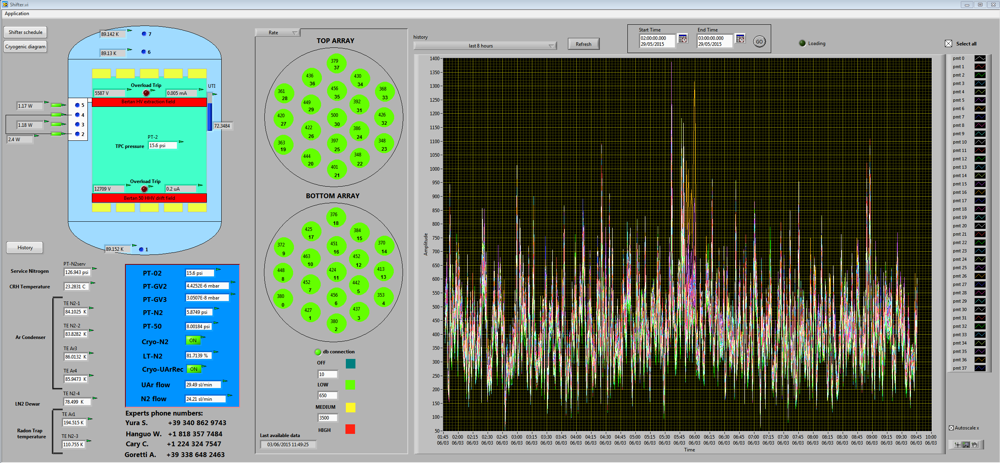 Shifter.vi
Application
Shifter schedule
Cryogenic diagram
89.142 K
7
89.13 K
6
Overload Trip
5587 V
0.005 mA
UTI
Bertan HV extraction field
1.17 W
5
4
1.18 W
3
2
2.4 W
72.3484
PT-2
TPC pressure
15.6 psi
Overload Trip
12709 V
0.2 uA
Bertan 50 HHV drift field
89.152 K
1
History
PT-N2serv
Service Nitrogen
126.943 psi
CRH Temperature
23.2831 C
TE N2-1
84.1025 K
TE N2-2
83.8282 K
Ar Condenser
TE Ar3
86.0132 K
TE Ar4
85.9473 K
TE N2-4
78.499 K
LN2 Dewar
TE Ar1
194.515 K
Radon Trap
temperature
TE N2-3
110.755 K
PT-02
15.6 psi
PT-GV2
4.4252E-6 mbar
PT-GV3
3.0507E-8 mbar
PT-N2
5.8749 psi
PT-50
8.00184 psi
Cryo-N2
ON
LT-N2
81.7139 %
Cryo-UArRec
ON
UAr flow
29.49 sl/min
N2 flow
24.21 sl/min
Experts phone numbers:
Yura S. +39 340 862 9743
Hanguo W. +1 818 357 7484
Cary C. +1 224 324 7547
Goretti A. +39 338 648 2463
Rate
TOP ARRAY
379
37
436
36
430
34
456
35
368
33
361
28
449
29
392
31
420
27
500
30
426
32
422
26
386
24
363
19
397
25
348
23
444
20
348
22
401
21
BOTTOM ARRAY
376
18
425
17
384
15
372
9
451
16
370
14
463
10
452
12
448
8
424
11
413
13
452
7
442
5
380
0
456
6
353
4
427
1
437
3
380
2
db connection
OFF
10
LOW
650
MEDIUM
3500
HIGH
Last available data
03/06/2015 11:49:25
history
last 8 hours
Refresh
Start Time
02:00:00.000
29/05/2015
End Time
03:00:00.000
29/05/2015
GO
Loading
Select all
Amplitude
1400
1350
1300
1250
1200
1150
1100
1050
1000
950
900
850
800
750
700
650
600
550
500
450
400
350
300
250
200
150
100
50
01:45 02:00 02:15 02:30 02:45 03:00 03:15 03:30 03:45 04:00 04:15 04:30 04:45 05:00 05:15 05:30 05:45 06:00 06:15 06:30 06:45 07:00 07:15 07:30 07:45 08:00 08:15 08:30 08:45 09:00 09:15 09:30 09:45 10:00
06/03 06/03 06/03 06/03 06/03 06/03 06/03 06/03 06/03 06/03 06/03 06/03 06/03 06/03 06/03 06/03 06/03 06/03 06/03 06/03 06/03 06/03 06/03 06/03 06/03 06/03 06/03 06/03 06/03 06/03 06/03 06/03 06/03 06/03
Time
pmt 0
pmt 1
pmt 2
pmt 3
pmt 4
pmt 5
pmt 6
pmt 7
pmt 8
pmt 9
pmt 10
pmt 11
pmt 12
pmt 13
pmt 14
pmt 15
pmt 16
pmt 17
pmt 18
pmt 19
pmt 20
pmt 21
pmt 22
pmt 23
pmt 24
pmt 25
pmt 26
pmt 27
pmt 28
pmt 29
pmt 30
pmt 31
pmt 32
pmt 33
pmt 34
pmt 35
pmt 36
pmt 37
Autoscale x